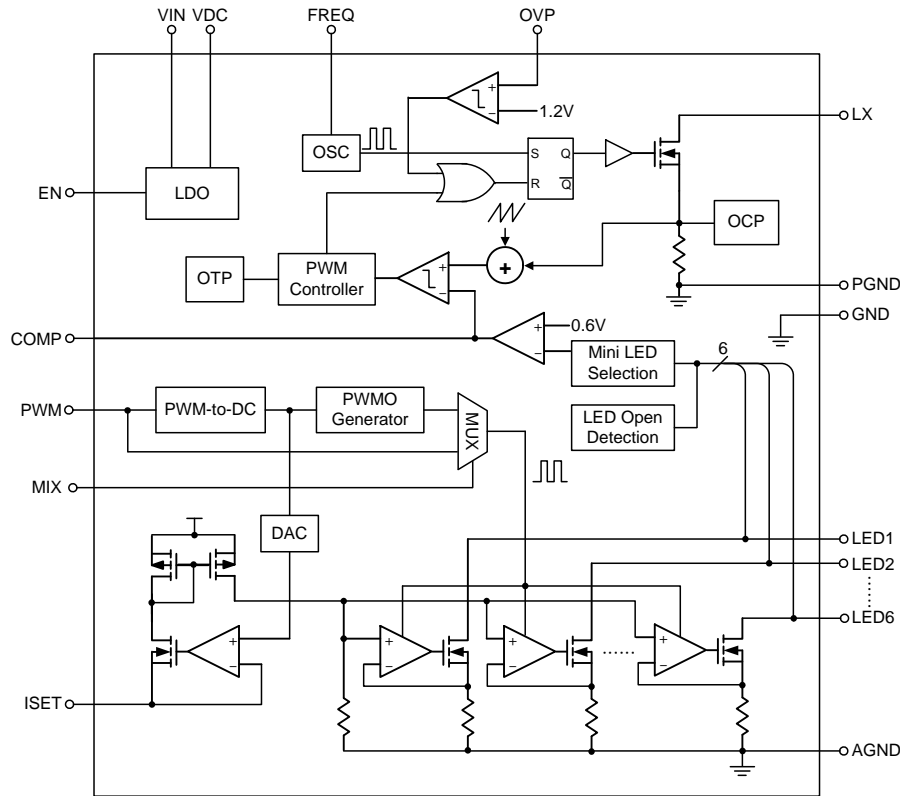 VIN VDC FREQ OVP
+
−
1.2V
LX
OSC
S Q
R Q
EN
LDO
OCP
+
OTP
PWM
Controller
+
−
PGND
GND
COMP
+
−
0.6V
Mini LED
Selection
6
PWM
PWM-to-DC
PWMO
Generator
MUX
LED Open
Detection
MIX
DAC
LED1
LED2
LED6
+
−
+
−
+
−
+
−
ISET
AGND